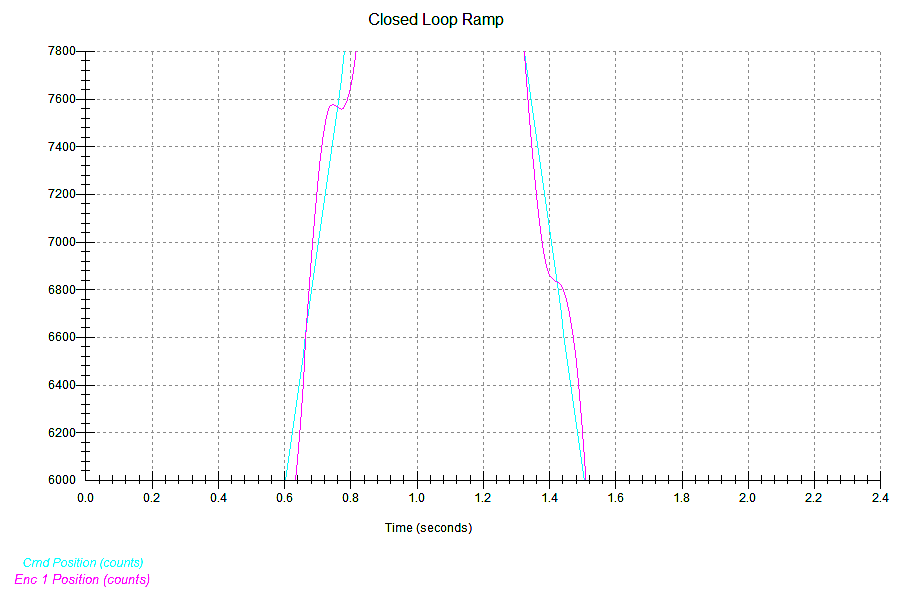 Closed Loop Ramp
7800
7600
7400
7200
7000
6800
6600
6400
6200
6000
0.0 0.2 0.4 0.6 0.8 1.0 1.2 1.4 1.6 1.8 2.0 2.2 2.4
Time (seconds)
Cmd Position (counts)
Enc 1 Position (counts)